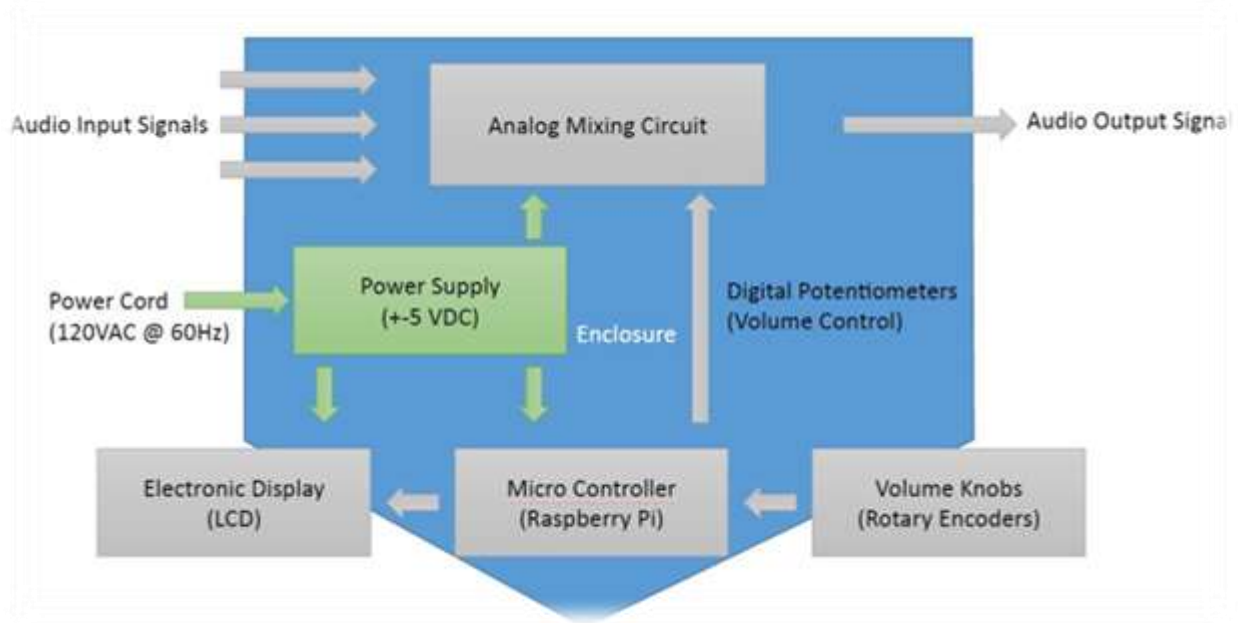 Audio Input Signals
Analog Mixing Circuit
Audio Output Signal
Power Cord
(120VAC @ 60Hz)
Power Supply
(+-5 VDC)
Enclosure
Digital Potentiometers
(Volume Control)
Electronic Display
(LCD)
Micro Controller
(Raspberry Pi)
Volume Knobs
(Rotary Encoders)